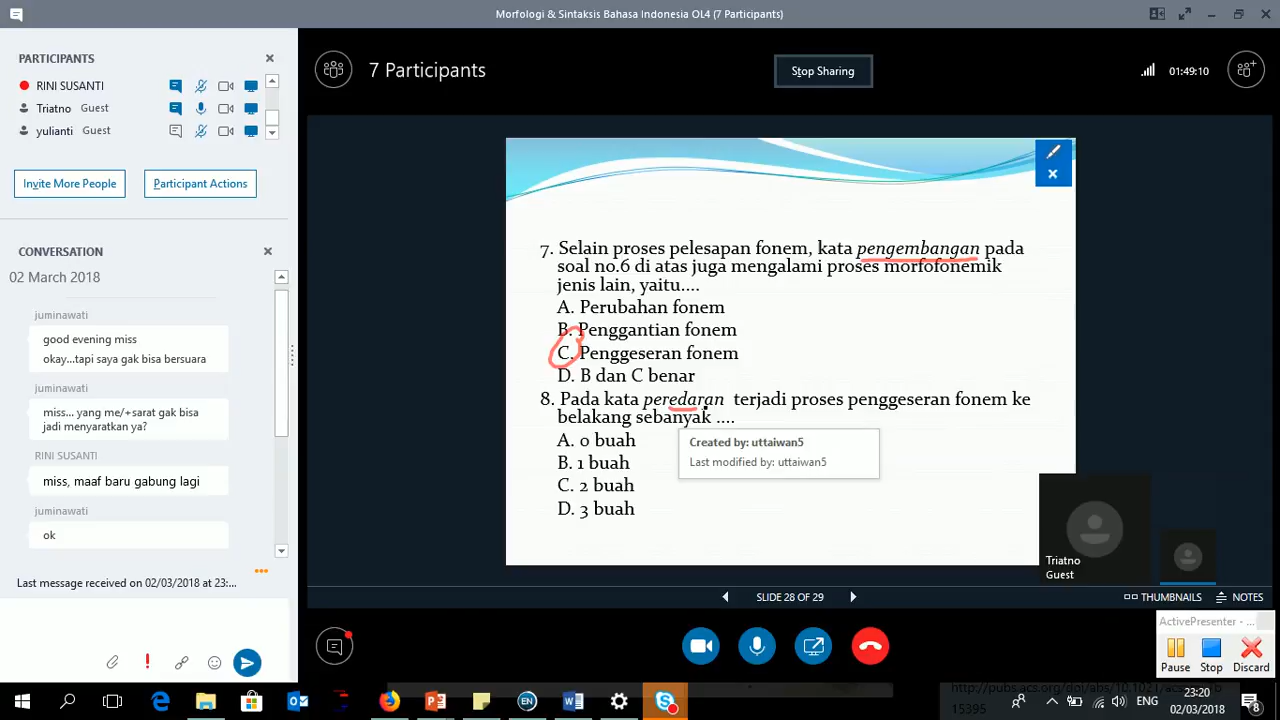 Morfologi & Sintaksis Bahasa Indonesia OL4 (7 Participants)
PARTICIPANTS
RINI SUSANTI
Triatno Guest
yulianti Guest
Invite More People
Participant Actions
CONVERSATION
02 March 2018
juminawati
good evening miss
okay...tapi saya gak bisa bersuara
juminawati
miss... yang me/+sarat gak bisa
jadi menyaratkan ya?
RINI SUSANTI
miss, maaf baru gabung lagi
juminawati
ok
Last message received on 02/03/2018 at 23:...
7 Participants
Stop Sharing
01:49:10
7. Selain proses pelesapan fonem, kata pengembangan pada
soal no.6 di atas juga mengalami proses morfofonemik
jenis lain, yaitu....
A. Perubahan fonem
B. Penggantian fonem
C. Penggeseran fonem
D. B dan C benar
8. Pada kata peredaran terjadi proses penggeseran fonem ke
belakang sebanyak ....
A. 0 buah
B. 1 buah
C. 2 buah
D. 3 buah
Created by: uttaiwan5
Last modified by: uttaiwan5
Triatno
Guest
SLIDE 28 OF 29
THUMBNAILS
NOTES
ActivePresenter - ...
Pause
Stop
Discard
15395
ENG
23:20
02/03/2018
8